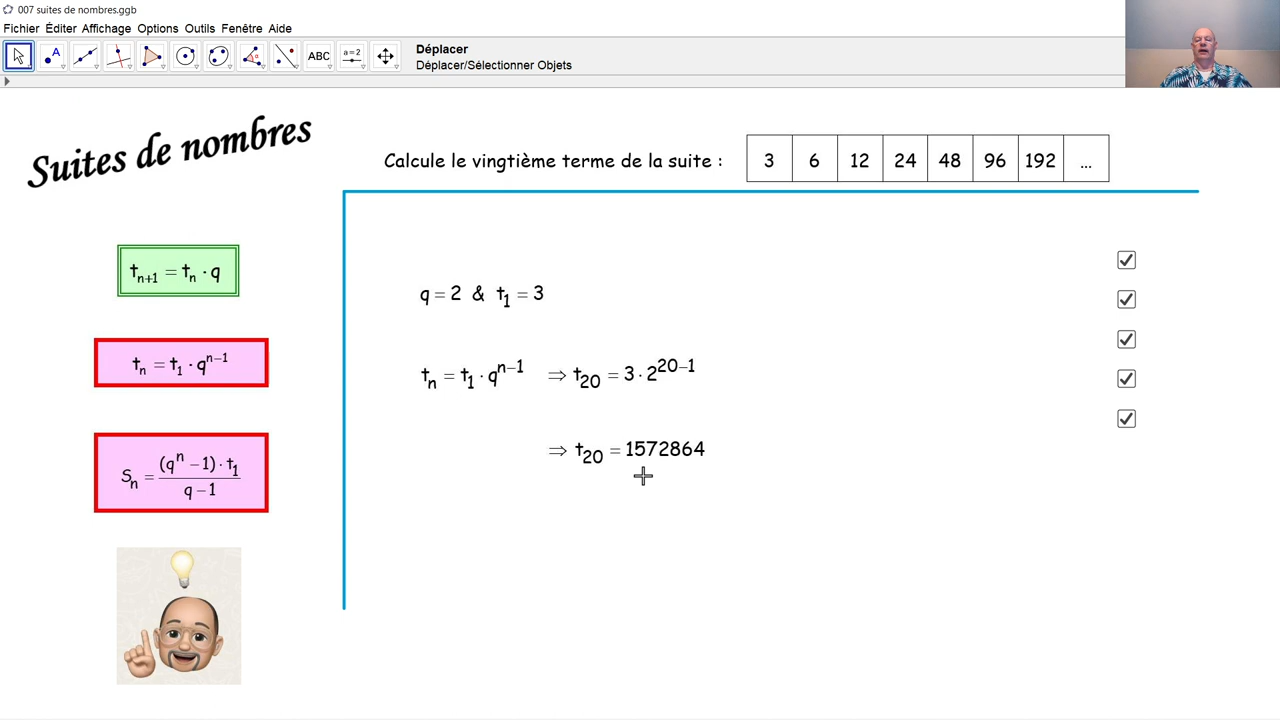 007 suites de nombres.ggb
Fichier Éditer Affichage Options Outils Fenêtre Aide
A
ABC
a=2
Déplacer
Déplacer/Sélectionner Objets
Suites de nombres
Calcule le vingtième terme de la suite : 3 6 12 24 48 96 192 ...
tₙ₊₁ = tₙ · q
q = 2 & t₁ = 3
tₙ = t₁ · qⁿ⁻¹
tₙ = t₁ · qⁿ⁻¹ ⇒ t₂₀ = 3 · 2²⁰⁻¹
⇒ t₂₀ = 1572864
Sₙ = (qⁿ − 1) · t₁ / q − 1